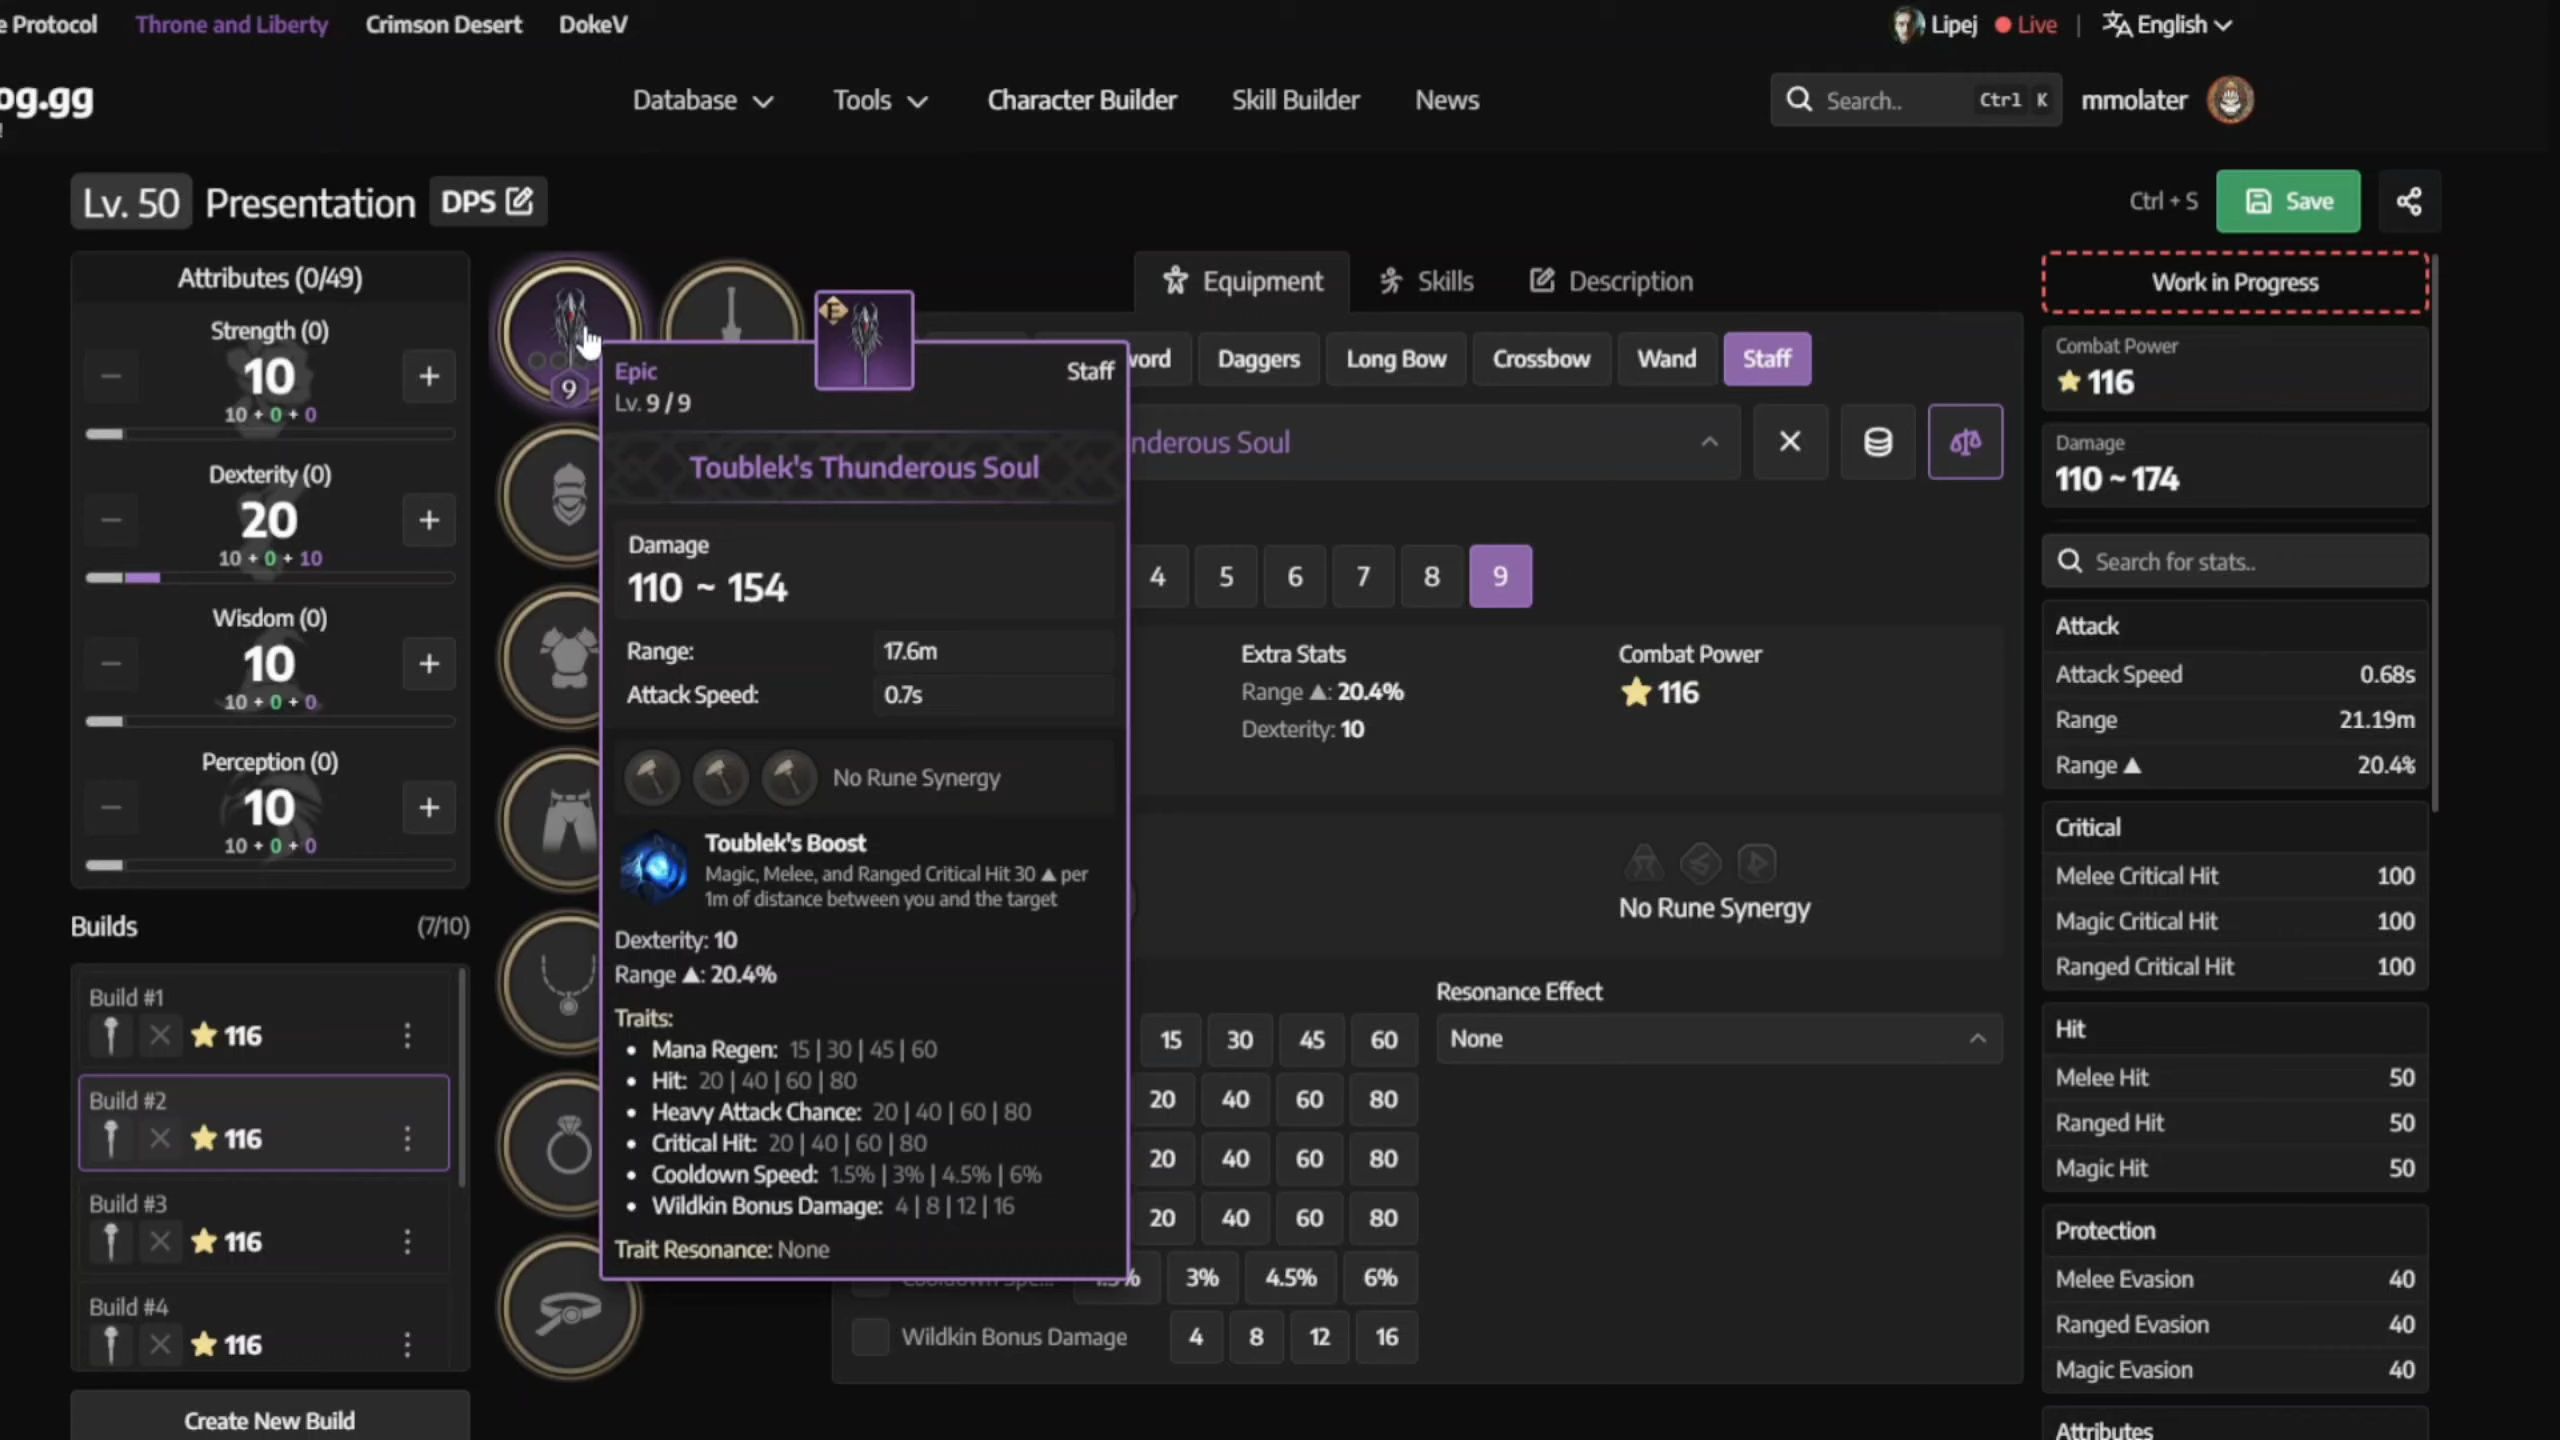 e Protocol
Throne and Liberty
Crimson Desert
DokeV
Lipej
Live
English
og.gg
Database
Tools
Character Builder
Skill Builder
News
Search..
Ctrl K
mmolater
Lv. 50
Presentation
DPS
Ctrl + S
Save
Attributes (0/49)
Strength (0)
10
10 + 0 + 0
Dexterity (0)
20
10 + 0 + 10
Wisdom (0)
10
10 + 0 + 0
Perception (0)
10
10 + 0 + 0
Builds
(7/10)
Build #1
116
Build #2
116
Build #3
116
Build #4
116
Create New Build
9
Epic
Staff
Lv. 9 / 9
Toublek's Thunderous Soul
Damage
110 ~ 154
Range: 17.6m
Attack Speed: 0.7s
No Rune Synergy
Toublek's Boost
Magic, Melee, and Ranged Critical Hit 30 ▲ per
1m of distance between you and the target
Dexterity: 10
Range ▲: 20.4%
Traits:
• Mana Regen: 15 | 30 | 45 | 60
• Hit: 20 | 40 | 60 | 80
• Heavy Attack Chance: 20 | 40 | 60 | 80
• Critical Hit: 20 | 40 | 60 | 80
• Cooldown Speed: 1.5% | 3% | 4.5% | 6%
• Wildkin Bonus Damage: 4 | 8 | 12 | 16
Trait Resonance: None
Equipment
Skills
Description
word
Daggers
Long Bow
Crossbow
Wand
Staff
nderous Soul
4 5 6 7 8 9
Extra Stats
Range ▲: 20.4%
Dexterity: 10
Combat Power
116
No Rune Synergy
Resonance Effect
None
15 30 45 60
20 40 60 80
20 40 60 80
20 40 60 80
3% 4.5% 6%
Wildkin Bonus Damage 4 8 12 16
Work in Progress
Combat Power
116
Damage
110 ~ 174
Search for stats..
Attack
Attack Speed 0.68s
Range 21.19m
Range ▲ 20.4%
Critical
Melee Critical Hit 100
Magic Critical Hit 100
Ranged Critical Hit 100
Hit
Melee Hit 50
Ranged Hit 50
Magic Hit 50
Protection
Melee Evasion 40
Ranged Evasion 40
Magic Evasion 40
Attributes